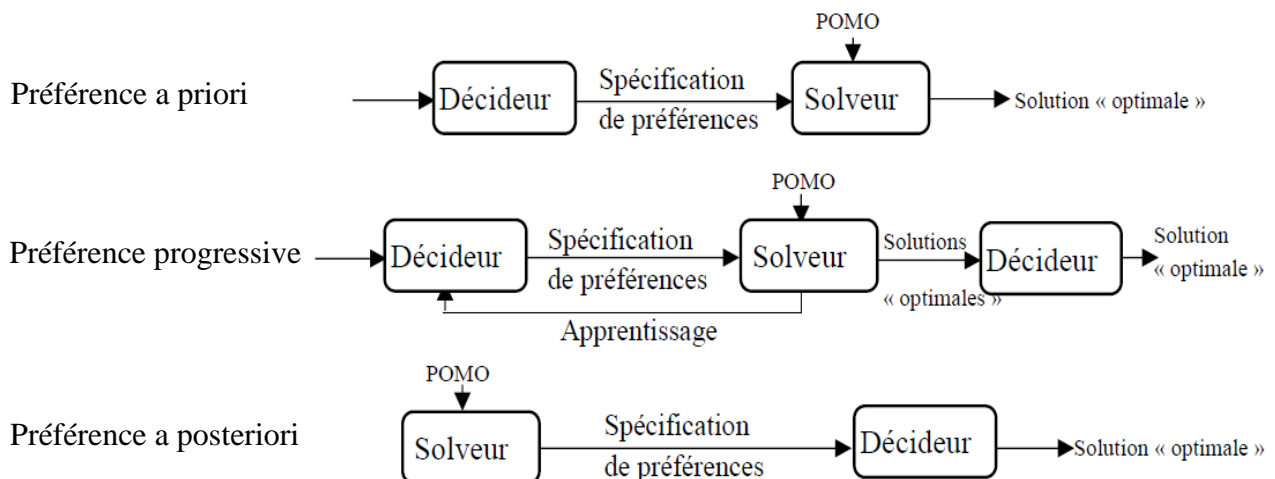 POMO
Préférence a priori
Décideur
Spécification
de préférences
Solveur
Solution « optimale »
POMO
Préférence progressive
Décideur
Spécification
de préférences
Solveur
Solutions
« optimales »
Décideur
Solution
« optimale »
Apprentissage
POMO
Préférence a posteriori
Solveur
Spécification
de préférences
Décideur
Solution « optimale »